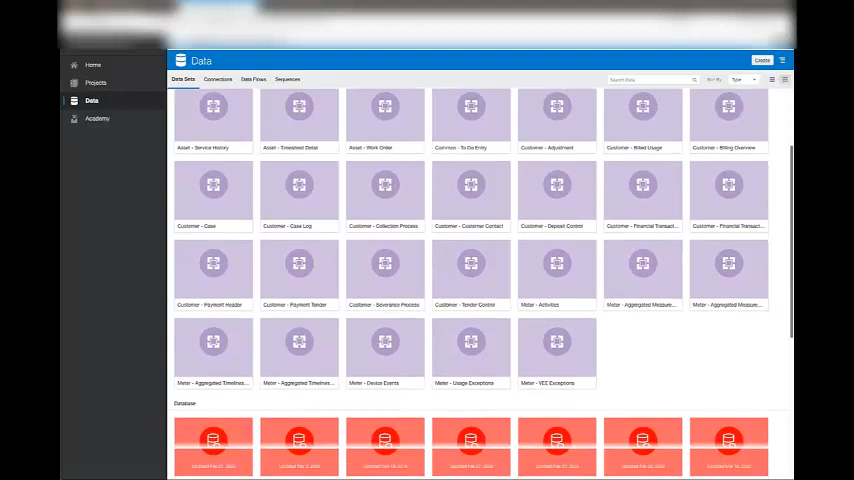 Home
Projects
Data
Academy
Data
Create
Data Sets Connections Data Flows Sequences
Search Data
Sort By Type
Asset - Service History
Asset - Timesheet Detail
Asset - Work Order
Common - To Do Entry
Customer - Adjustment
Customer - Billed Usage
Customer - Billing Overview
Customer - Case
Customer - Case Log
Customer - Collection Process
Customer - Customer Contact
Customer - Deposit Control
Customer - Financial Transact...
Customer - Financial Transact...
Customer - Payment Header
Customer - Payment Tender
Customer - Severance Process
Customer - Tender Control
Meter - Activities
Meter - Aggregated Measure...
Meter - Aggregated Measure...
Meter - Aggregated Timelines...
Meter - Aggregated Timelines...
Meter - Device Events
Meter - Usage Exceptions
Meter - VEE Exceptions
Database